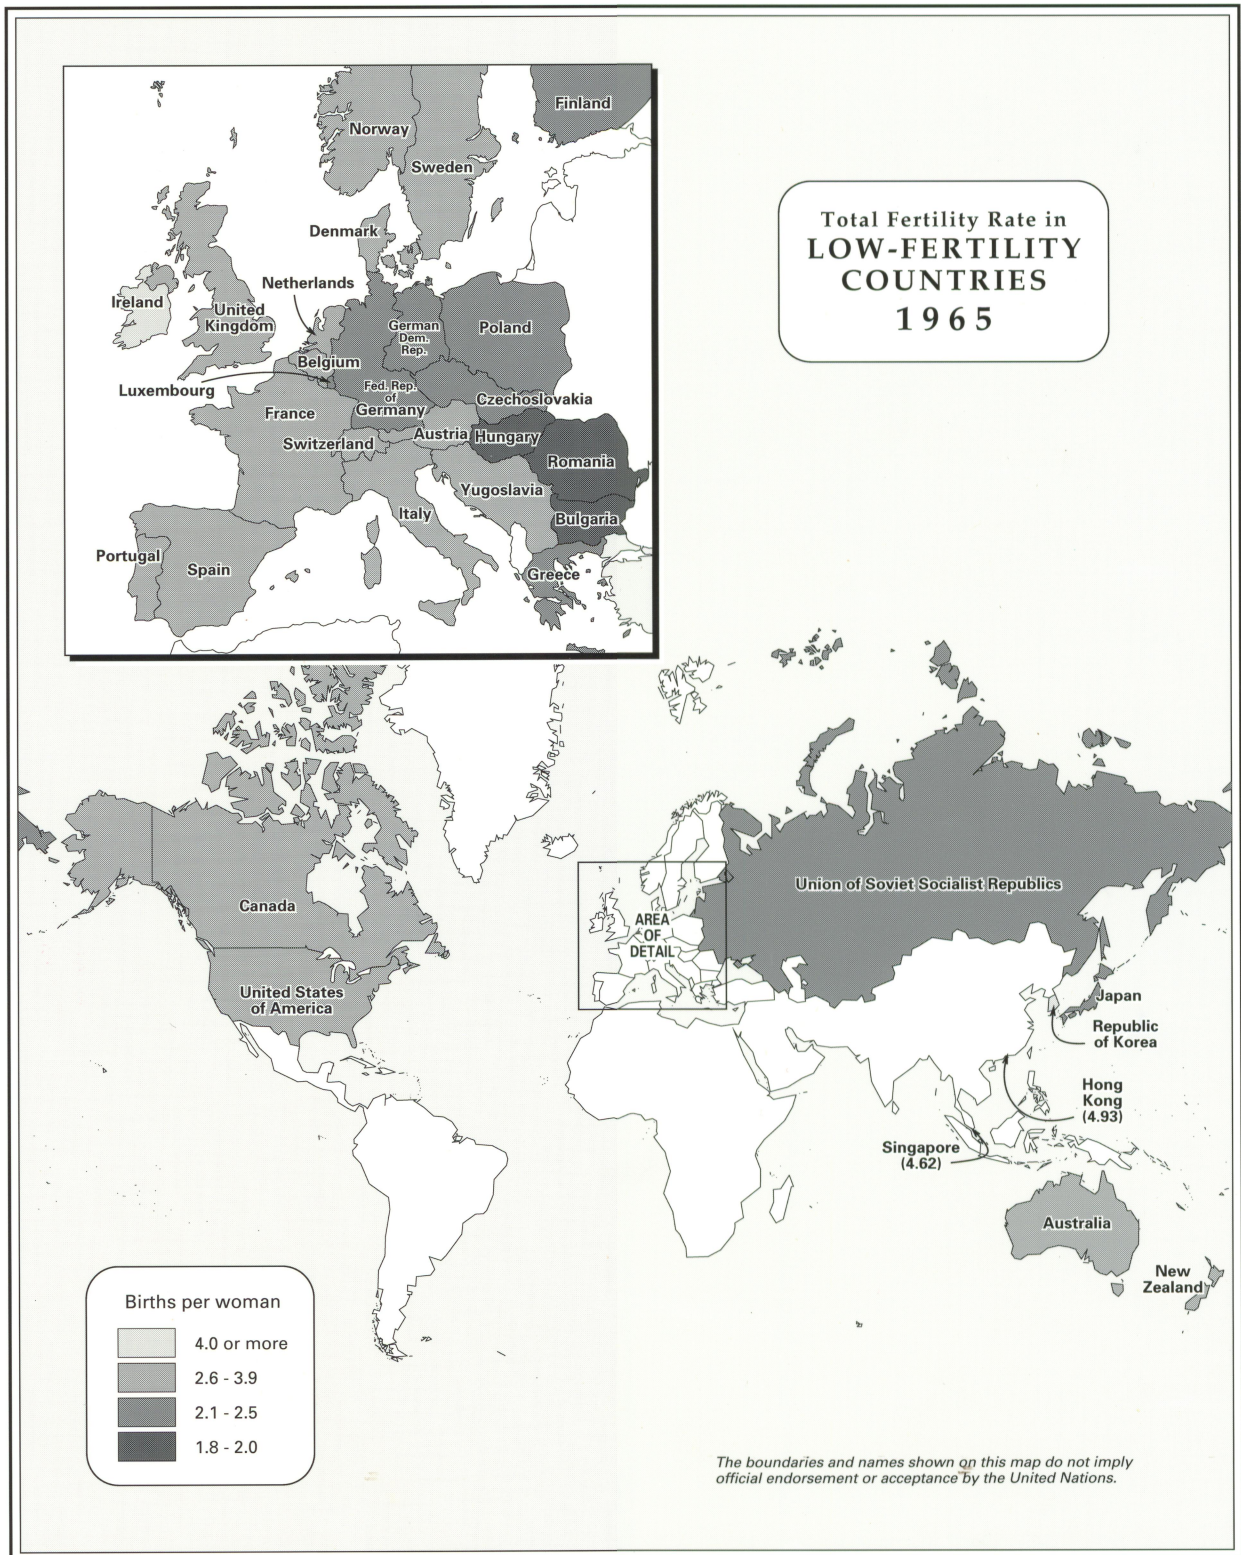 Total Fertility Rate in
LOW-FERTILITY
COUNTRIES
1965
Finland
Norway
Sweden
Denmark
Netherlands
Ireland
United
Kingdom
German
Dem.
Rep.
Poland
Belgium
Luxembourg
Fed. Rep.
of
Germany
Czechoslovakia
France
Switzerland
Austria
Hungary
Romania
Yugoslavia
Italy
Bulgaria
Portugal
Spain
Greece
Union of Soviet Socialist Republics
Canada
AREA
OF
DETAIL
United States
of America
Japan
Republic
of Korea
Hong
Kong
(4.93)
Singapore
(4.62)
Australia
New
Zealand
Births per woman
4.0 or more
2.6 - 3.9
2.1 - 2.5
1.8 - 2.0
The boundaries and names shown on this map do not imply
official endorsement or acceptance by the United Nations.